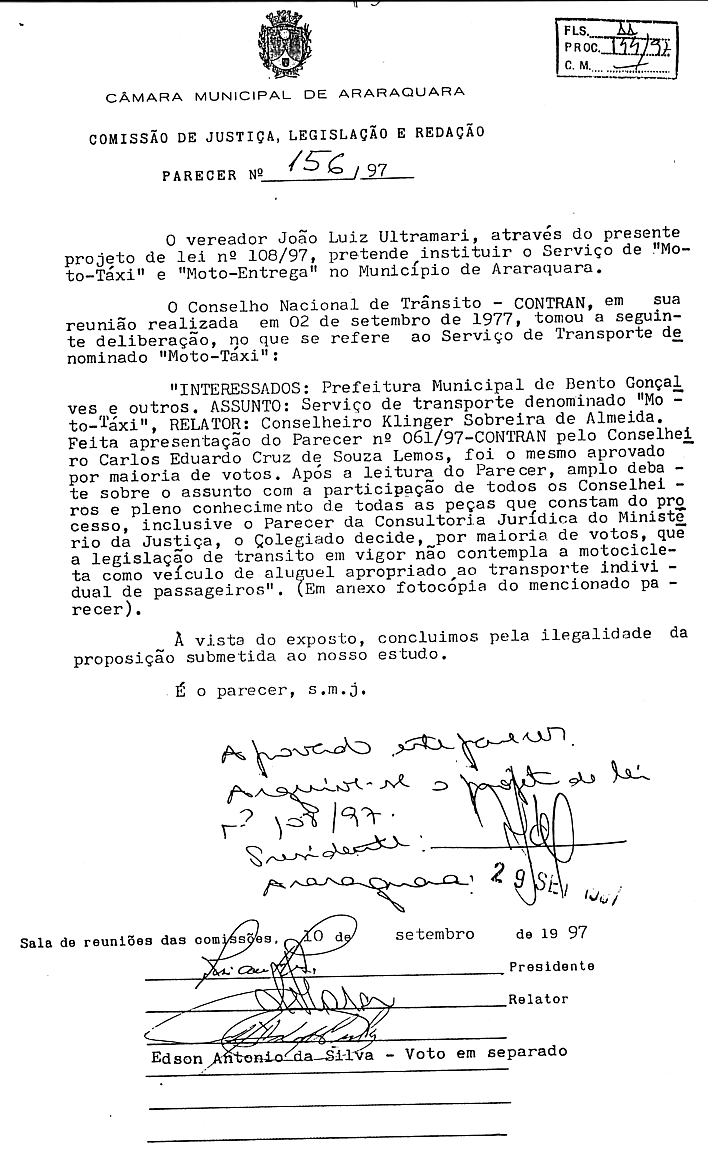 FLS.
PROC. 199/97
C. M.
CÂMARA MUNICIPAL DE ARARAQUARA
COMISSÃO DE JUSTIÇA, LEGISLAÇÃO E REDAÇÃO
PARECER Nº 156/97
O vereador João Luiz Ultramari, através do presente
projeto de lei nº 108/97, pretende instituir o Serviço de "Mo-
to-Táxi" e "Moto-Entrega" no Município de Araraquara.
O Conselho Nacional de Trânsito - CONTRAN, em sua
reunião realizada em 02 de setembro de 1977, tomou a seguin-
te deliberação, no que se refere ao Serviço de Transporte de
nominado "Moto-Táxi":
"INTERESSADOS: Prefeitura Municipal de Bento Gonçal
ves e outros. ASSUNTO: Serviço de transporte denominado "Mo -
to-Táxi", RELATOR: Conselheiro Klinger Sobreira de Almeida.
Feita apresentação do Parecer nº 061/97-CONTRAN pelo Conselhei
ro Carlos Eduardo Cruz de Souza Lemos, foi o mesmo aprovado
por maioria de votos. Após a leitura do Parecer, amplo deba -
te sobre o assunto com a participação de todos os Conselhei -
ros e pleno conhecimento de todas as peças que constam do pro
cesso, inclusive o Parecer da Consultoria Jurídica do Ministé
rio da Justiça, o Colegiado decide, por maioria de votos, que
a legislação de transito em vigor não contempla a motocicle-
ta como veículo de aluguel apropriado ao transporte indivi -
dual de passageiros". (Em anexo fotocópia do mencionado pa -
recer).
À vista do exposto, concluimos pela ilegalidade da
proposição submetida ao nosso estudo.
É o parecer, s.m.j.
Aprovado este parecer.
Arquive-se o projeto de lei
nº 108/97.
Presidente:
Araraquara: 29 SET 1997
Sala de reuniões das comissões, 10 de setembro de 19 97
Presidente
Relator
Edson Antonio da Silva - Voto em separado